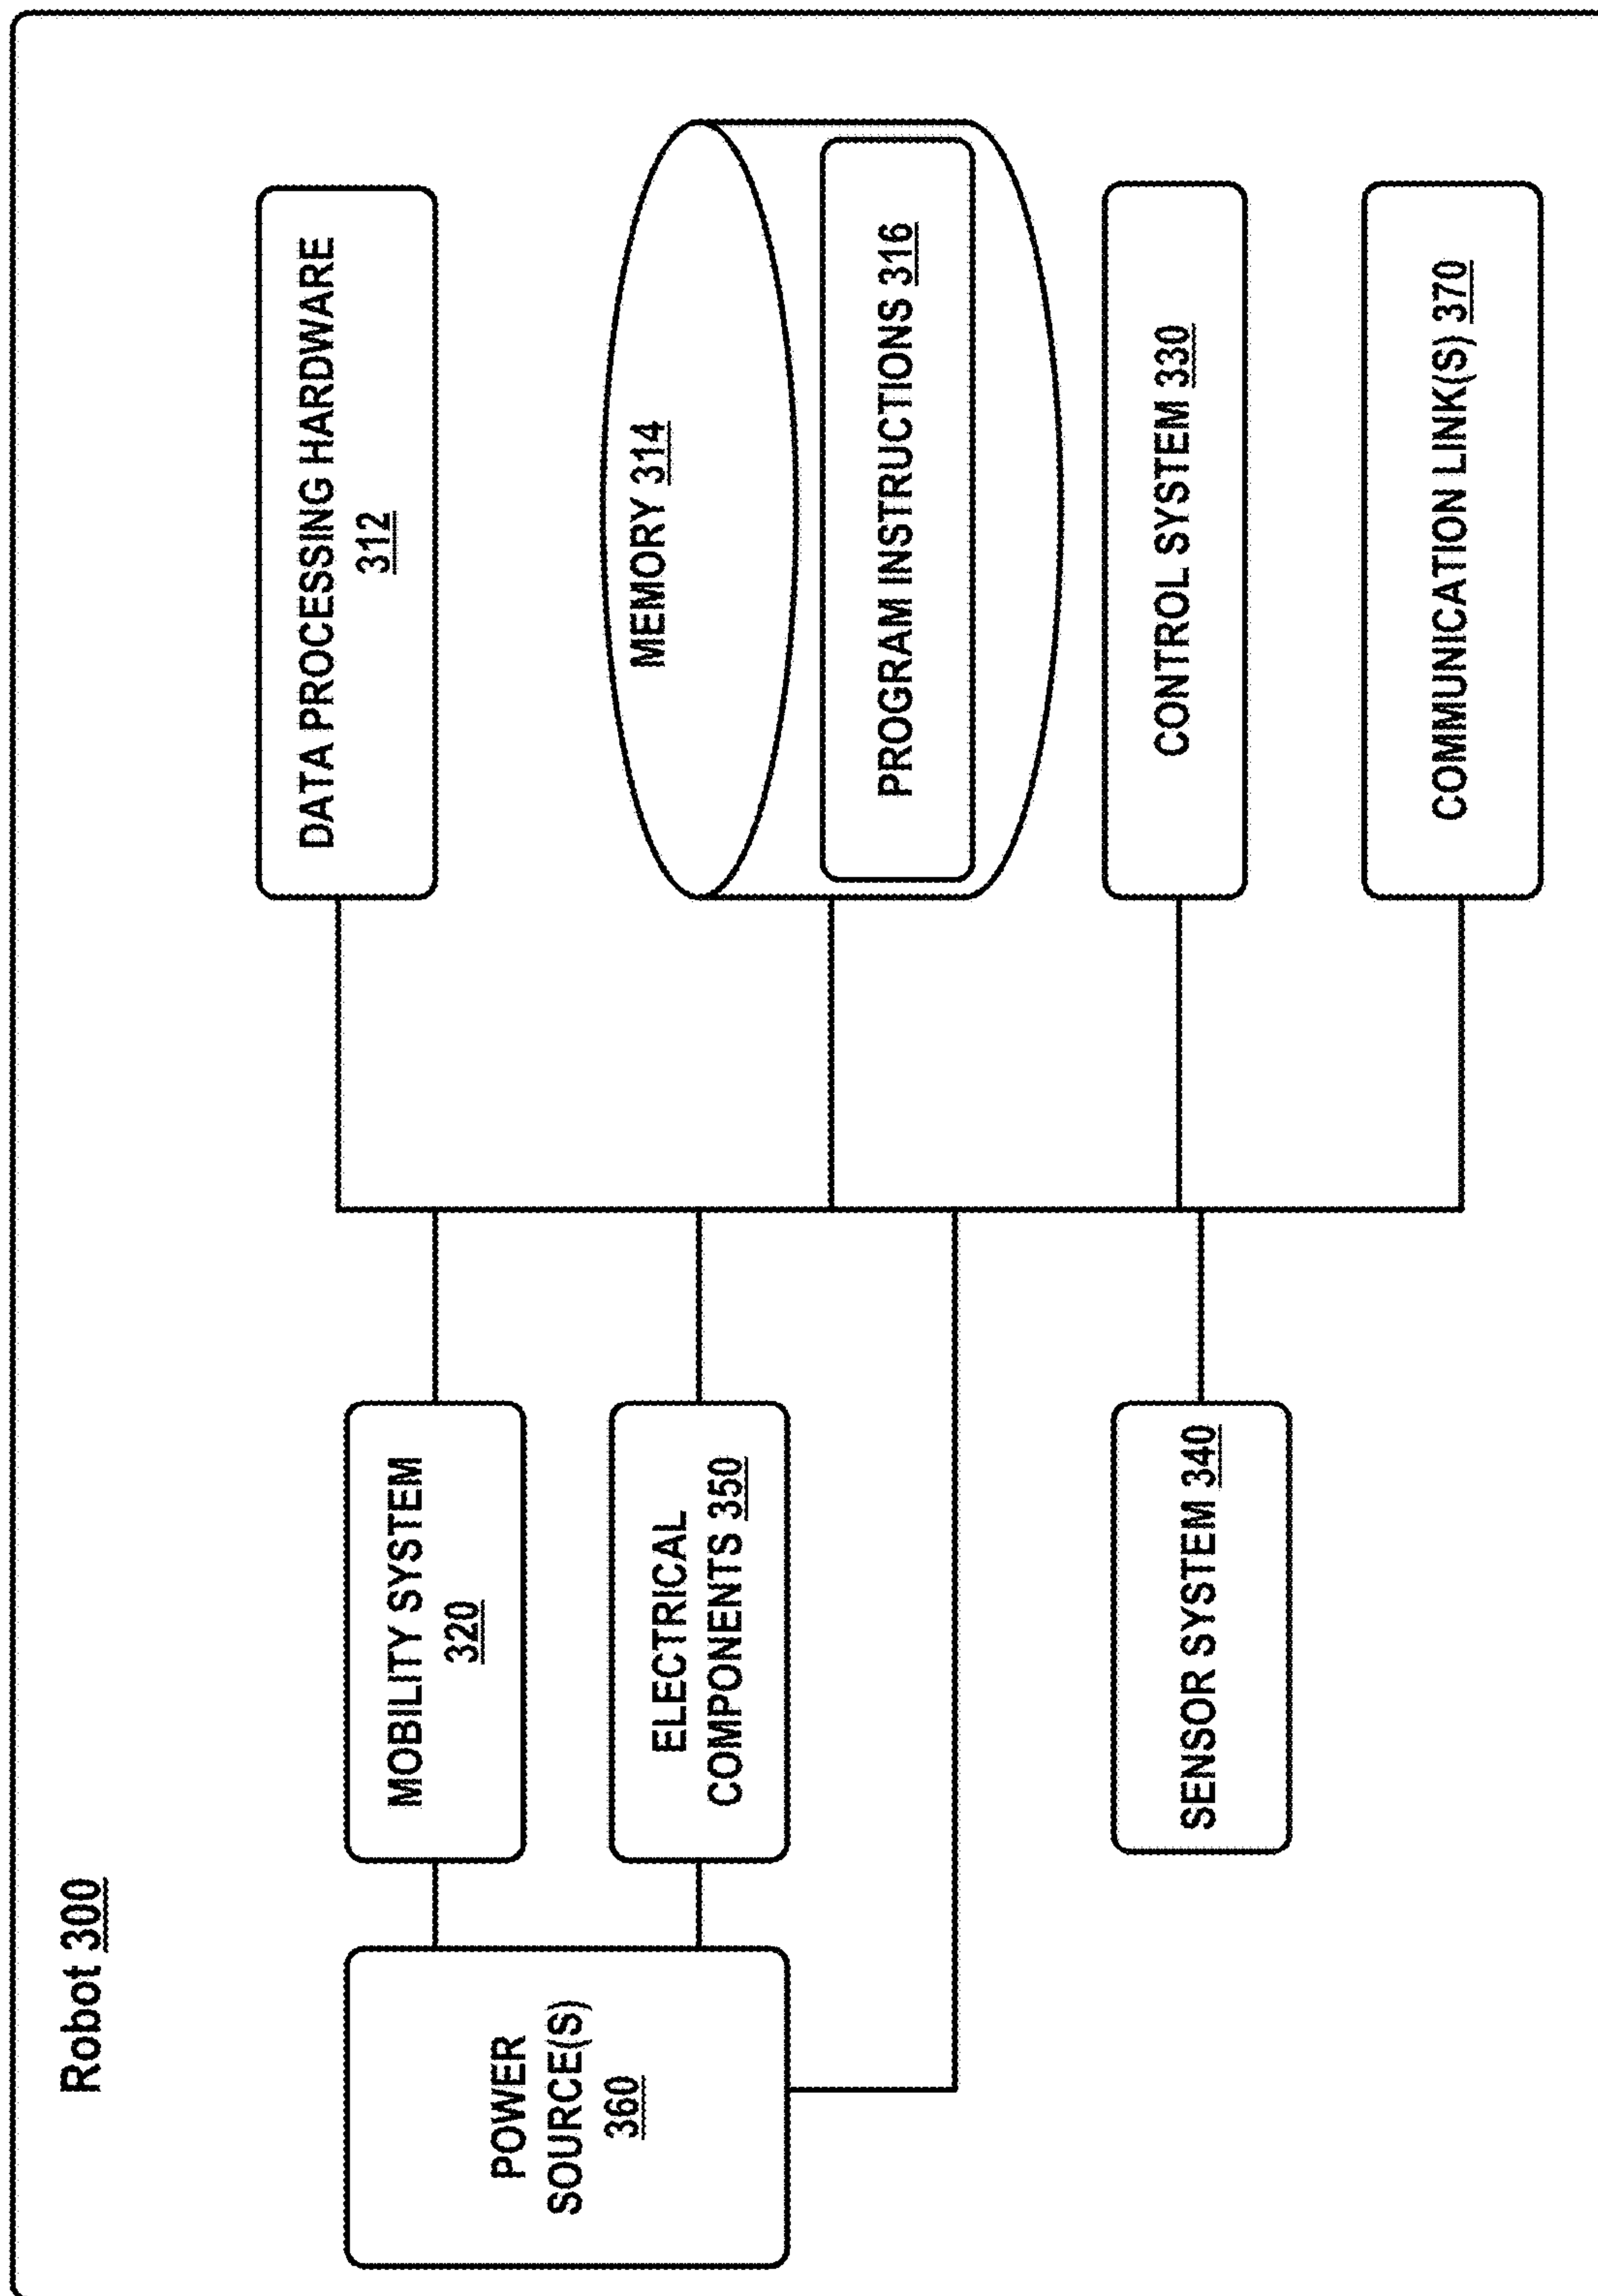 Robot 300
POWER
SOURCE(S)
360
MOBILITY SYSTEM
320
ELECTRICAL
COMPONENTS 350
SENSOR SYSTEM 340
DATA PROCESSING HARDWARE
312
MEMORY 314
PROGRAM INSTRUCTIONS 316
CONTROL SYSTEM 330
COMMUNICATION LINK(S) 370